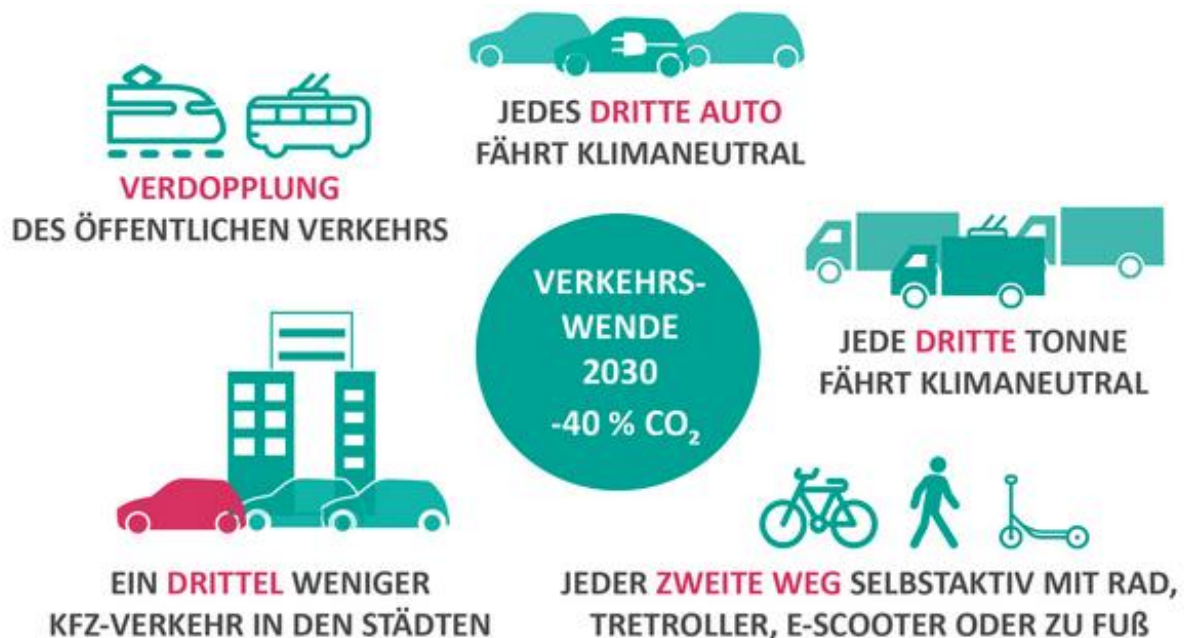 JEDES DRITTE AUTO
FÄHRT KLIMANEUTRAL
VERDOPPLUNG
DES ÖFFENTLICHEN VERKEHRS
VERKEHRS-
WENDE
2030
-40 % CO₂
JEDE DRITTE TONNE
FÄHRT KLIMANEUTRAL
EIN DRITTEL WENIGER
KFZ-VERKEHR IN DEN STÄDTEN
JEDER ZWEITE WEG SELBSTAKTIV MIT RAD,
TRETROLLER, E-SCOOTER ODER ZU FUẞ